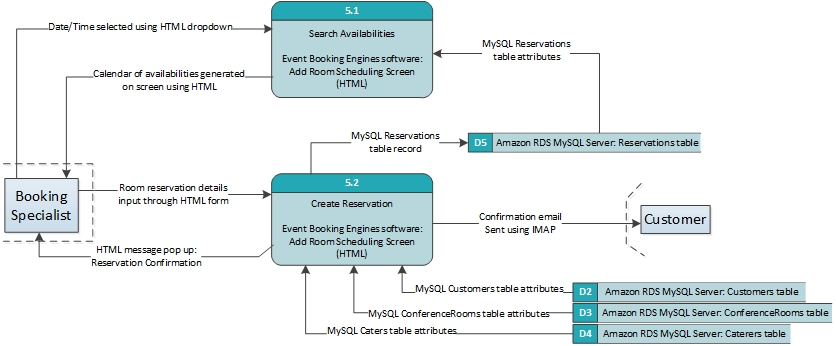 5.1
Date/Time selected using HTML dropdown
Search Availabilities
Event Booking Engines software:
Add Room Scheduling Screen
(HTML)
MySQL Reservations
table attributes
Calendar of availabilities generated
on screen using HTML
MySQL Reservations
table record
D5 Amazon RDS MySQL Server: Reservations table
5.2
Booking
Specialist
Room reservation details
input through HTML form
Create Reservation
Event Booking Engines software:
Add Room Scheduling Screen
(HTML)
Confirmation email
Sent using IMAP
Customer
HTML message pop up:
Reservation Confirmation
MySQL Customers table attributes
D2 Amazon RDS MySQL Server: Customers table
MySQL ConferenceRooms table attributes
D3 Amazon RDS MySQL Server: ConferenceRooms table
MySQL Caters table attributes
D4 Amazon RDS MySQL Server: Caterers table